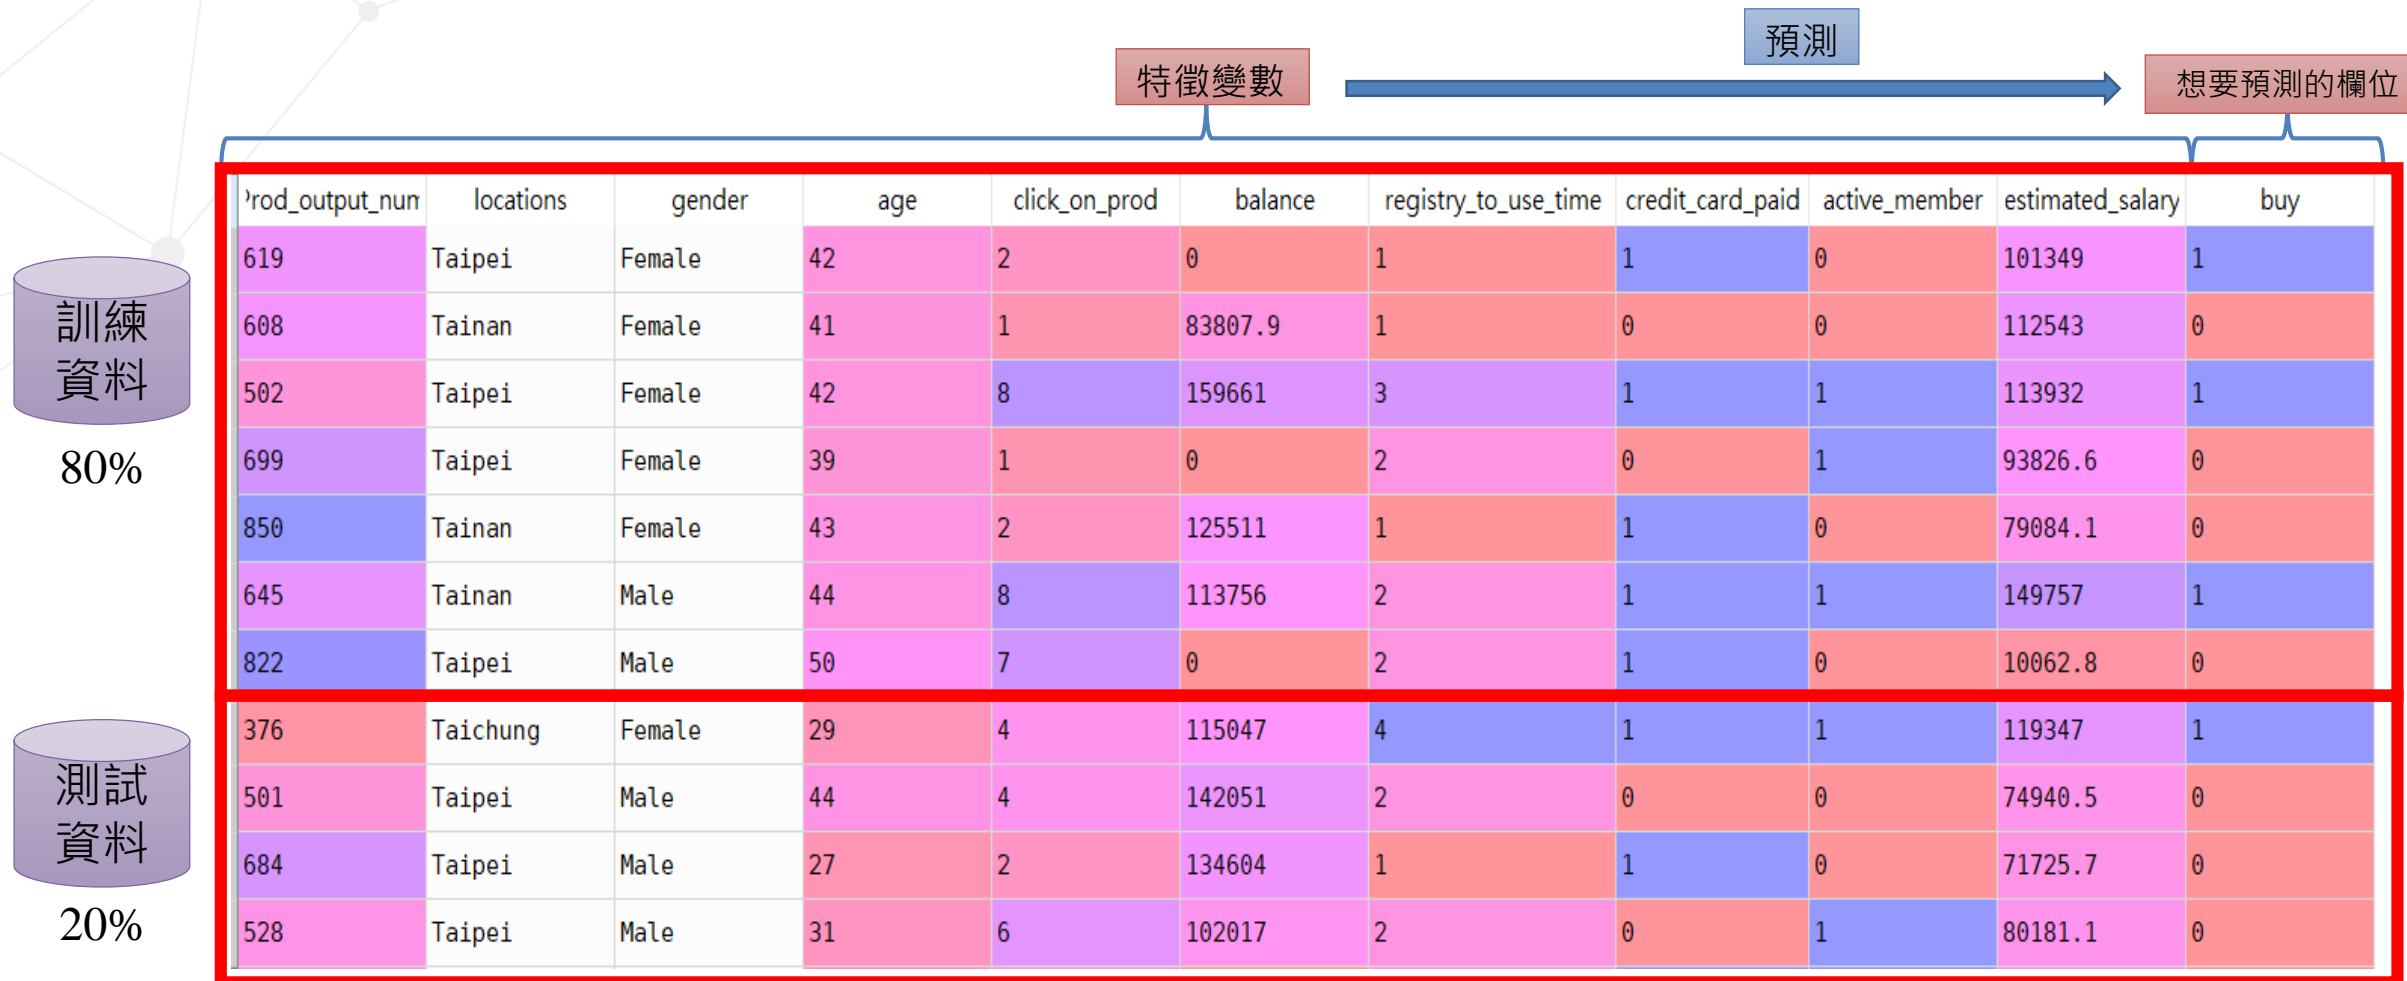 預測
特徵變數
想要預測的欄位
Prod_output_num locations gender age click_on_prod balance registry_to_use_time credit_card_paid active_member estimated_salary buy
619 Taipei Female 42 2 0 1 1 0 101349 1
608 Tainan Female 41 1 83807.9 1 0 0 112543 0
502 Taipei Female 42 8 159661 3 1 1 113932 1
699 Taipei Female 39 1 0 2 0 1 93826.6 0
850 Tainan Female 43 2 125511 1 1 0 79084.1 0
645 Tainan Male 44 8 113756 2 1 1 149757 1
822 Taipei Male 50 7 0 2 1 0 10062.8 0
376 Taichung Female 29 4 115047 4 1 1 119347 1
501 Taipei Male 44 4 142051 2 0 0 74940.5 0
684 Taipei Male 27 2 134604 1 1 0 71725.7 0
528 Taipei Male 31 6 102017 2 0 1 80181.1 0
訓練
資料
80%
測試
資料
20%